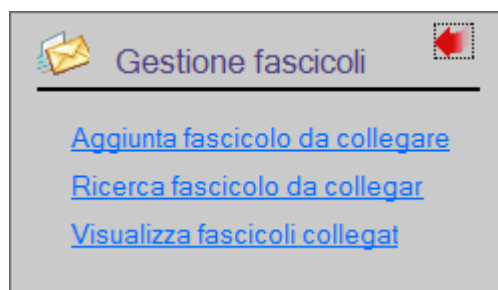 Gestione fascicoli
Aggiunta fascicolo da collegare
Ricerca fascicolo da collegar
Visualizza fascicoli collegat